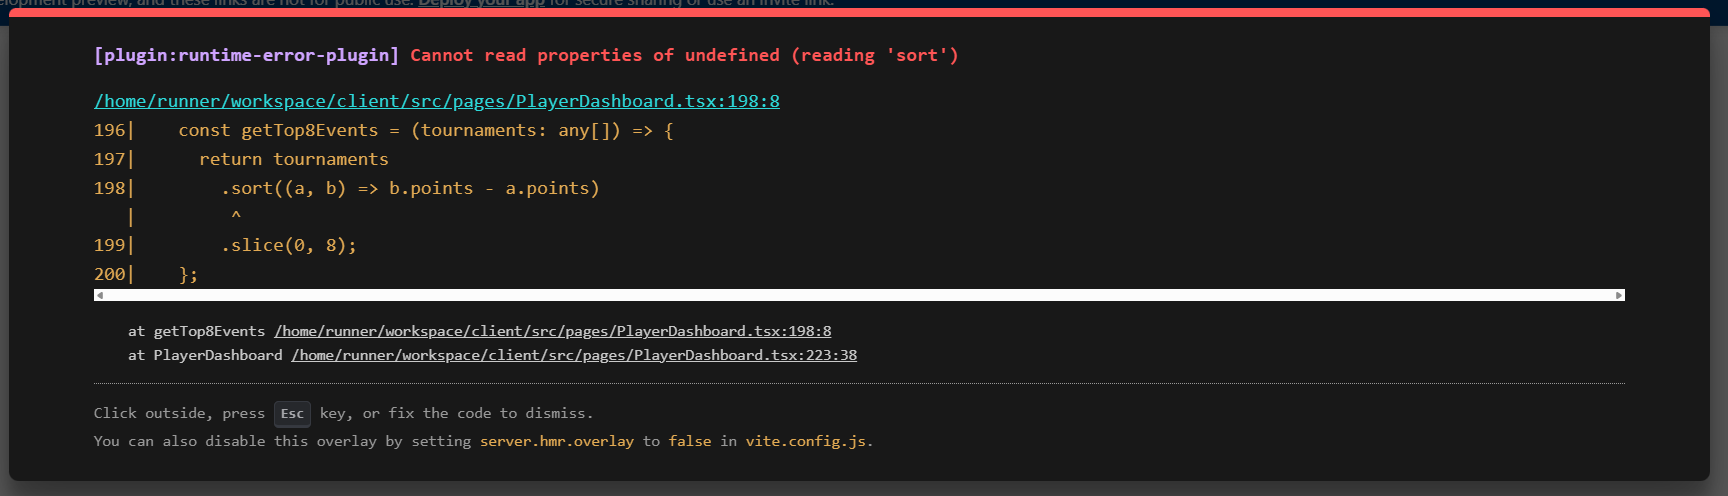 elopment preview, and these links are not for public use. Deploy your app for secure sharing or use an invite link.
[plugin:runtime-error-plugin] Cannot read properties of undefined (reading 'sort')
/home/runner/workspace/client/src/pages/PlayerDashboard.tsx:198:8
196|    const getTop8Events = (tournaments: any[]) => {
197|      return tournaments
198|        .sort((a, b) => b.points - a.points)
   |         ^
199|        .slice(0, 8);
200|    };
at getTop8Events /home/runner/workspace/client/src/pages/PlayerDashboard.tsx:198:8
at PlayerDashboard /home/runner/workspace/client/src/pages/PlayerDashboard.tsx:223:38
Click outside, press Esc key, or fix the code to dismiss.
You can also disable this overlay by setting server.hmr.overlay to false in vite.config.js.